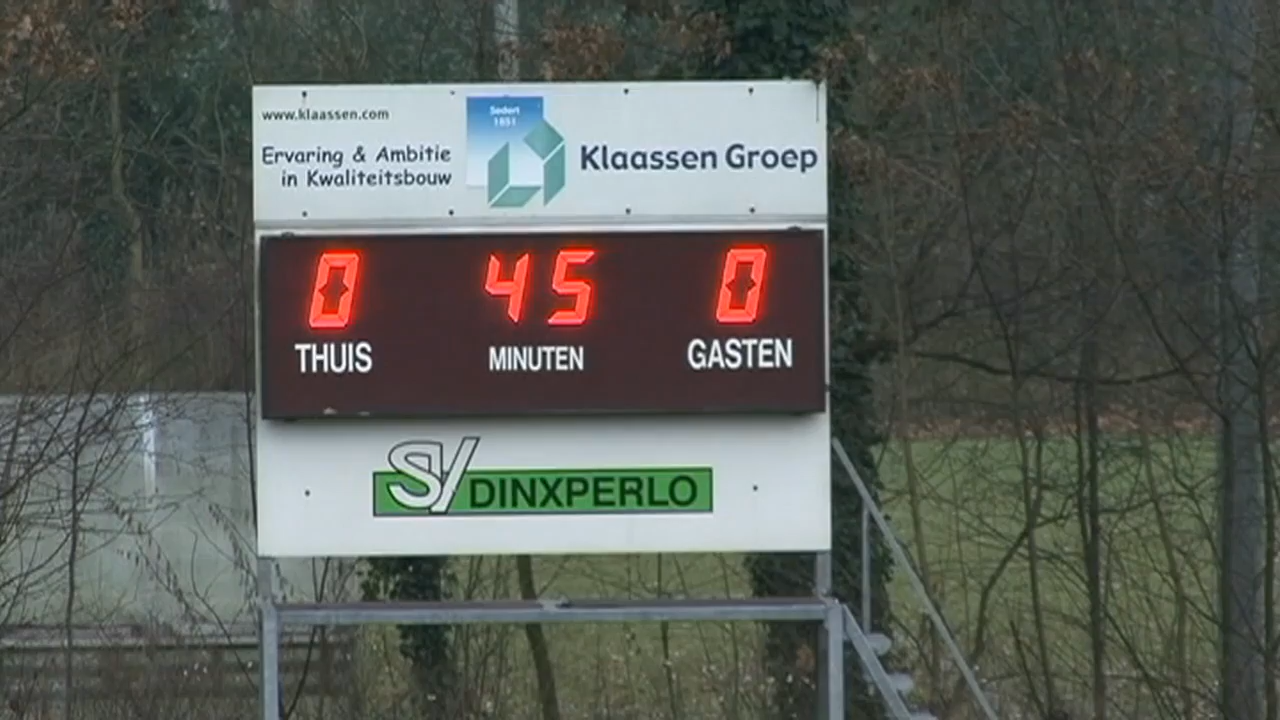 www.klaassen.com
Ervaring & Ambitie
in Kwaliteitsbouw
Sedert
1851
Klaassen Groep
0 45 0
THUIS MINUTEN GASTEN
SV DINXPERLO